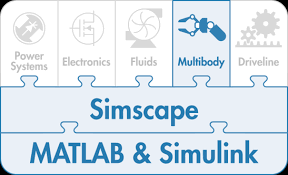 Power
Systems
Electronics
Fluids
Multibody
Driveline
Simscape
MATLAB & Simulink